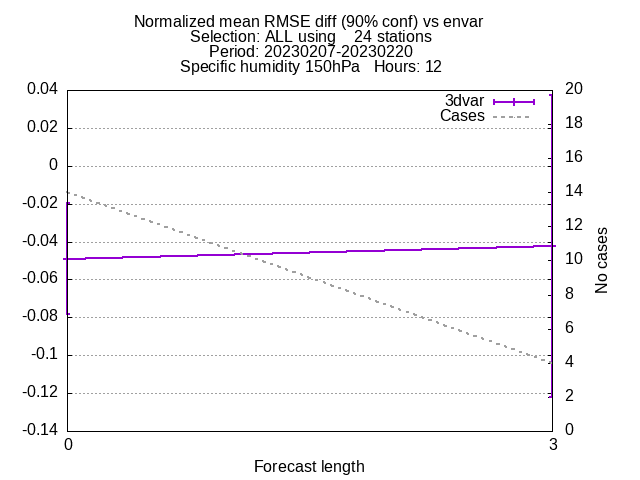 Normalized mean RMSE diff (90% conf) vs envar
Selection: ALL using    24 stations
Period: 20230207-20230220
Specific humidity 150hPa   Hours: 12
3dvar
Cases
0.04
0.02
0
-0.02
-0.04
-0.06
-0.08
-0.1
-0.12
-0.14
20
18
16
14
12
10
8
6
4
2
0
No cases
0
3
Forecast length